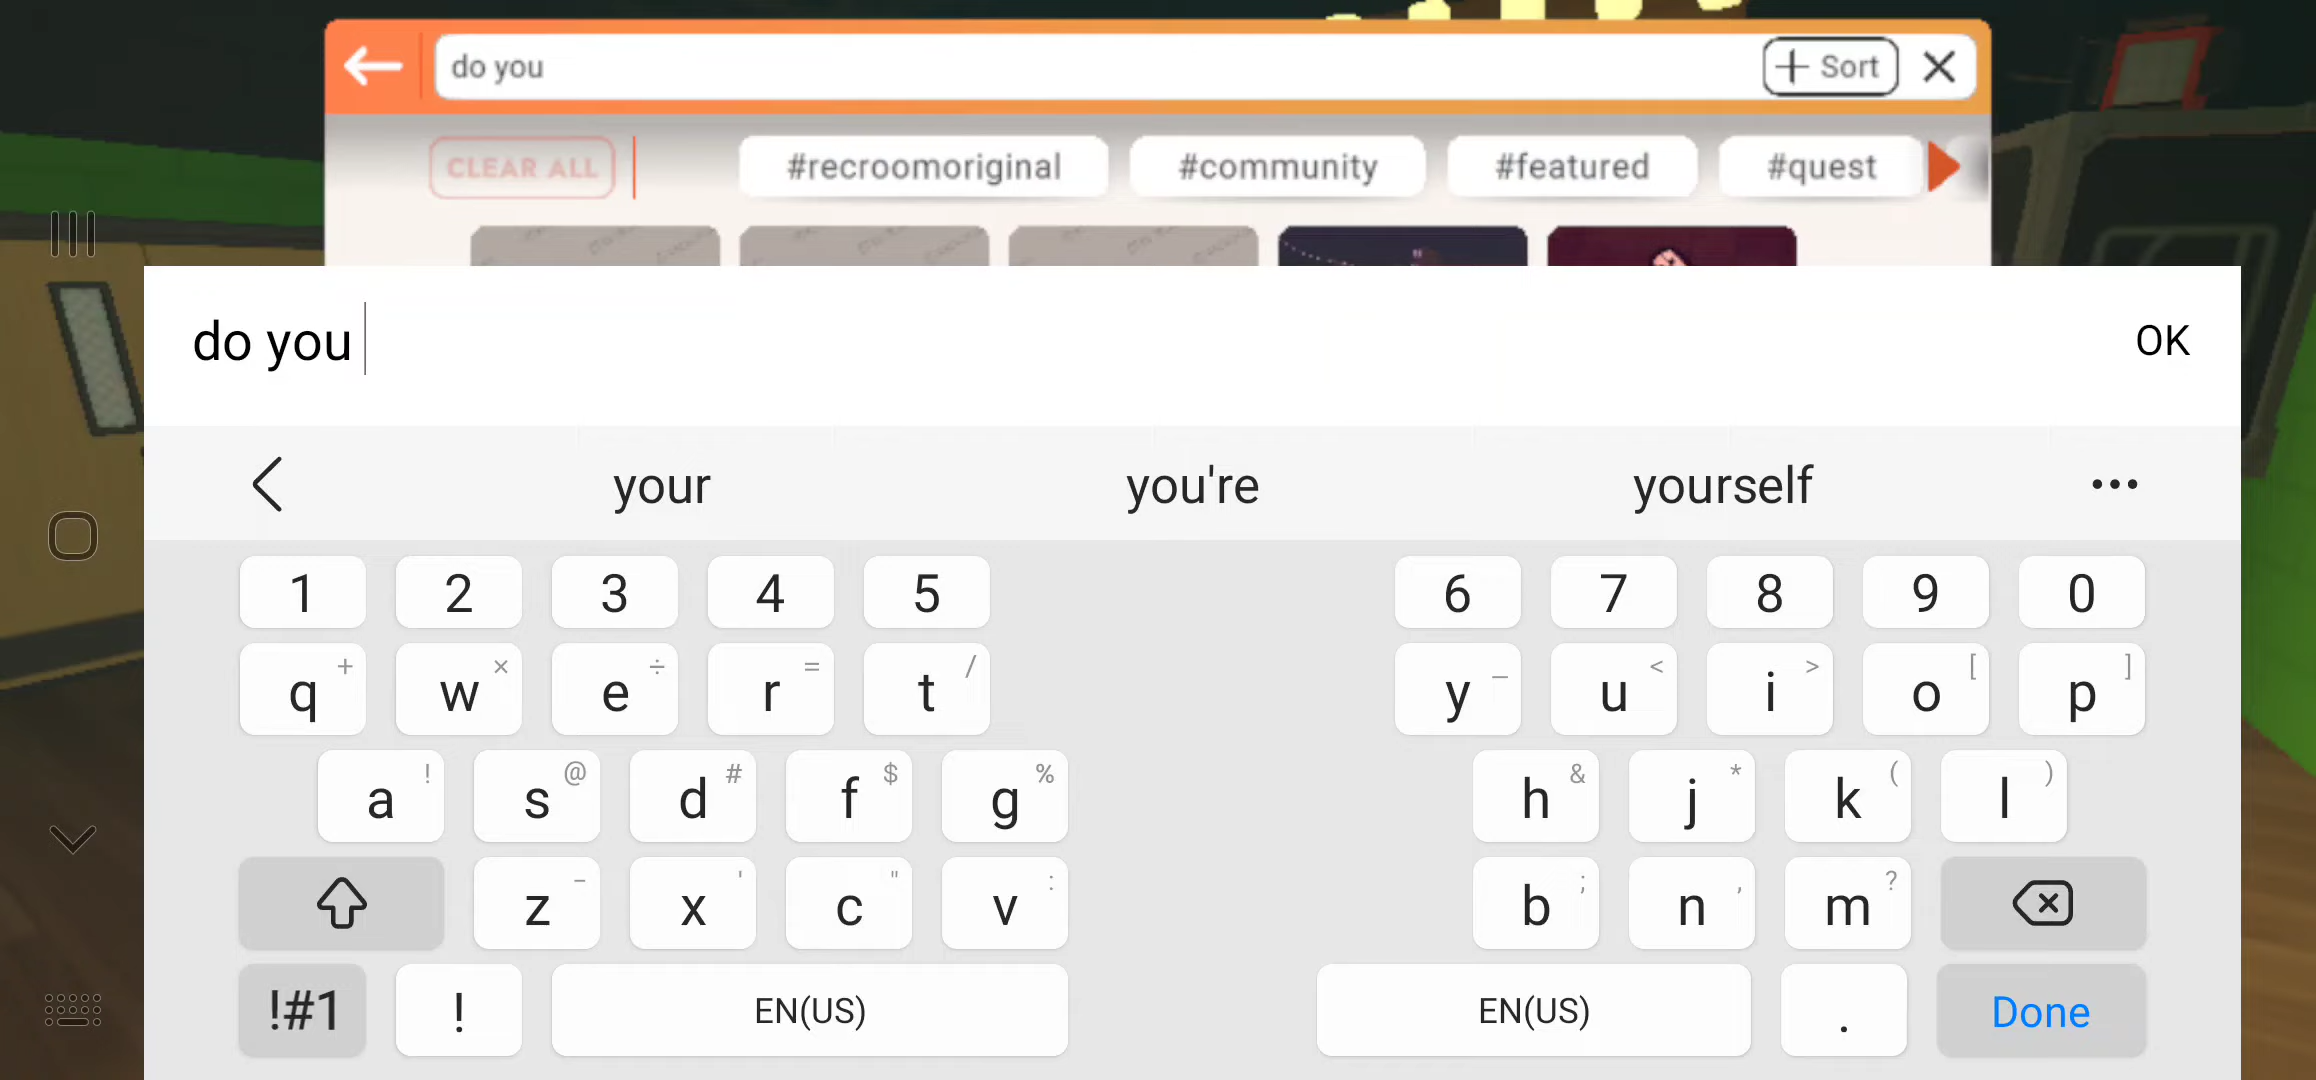 do you
+ Sort
CLEAR ALL
#recroomoriginal
#community
#featured
#quest
do you
OK
your
you're
yourself
...
1 2 3 4 5 6 7 8 9 0
q + w × e ÷ r = t / y _ u < i > o [ p ]
a ! s @ d # f $ g % h & j * k ( l )
z - x ' c " v : b ; n , m ?
!#1 ! EN(US) EN(US) . Done